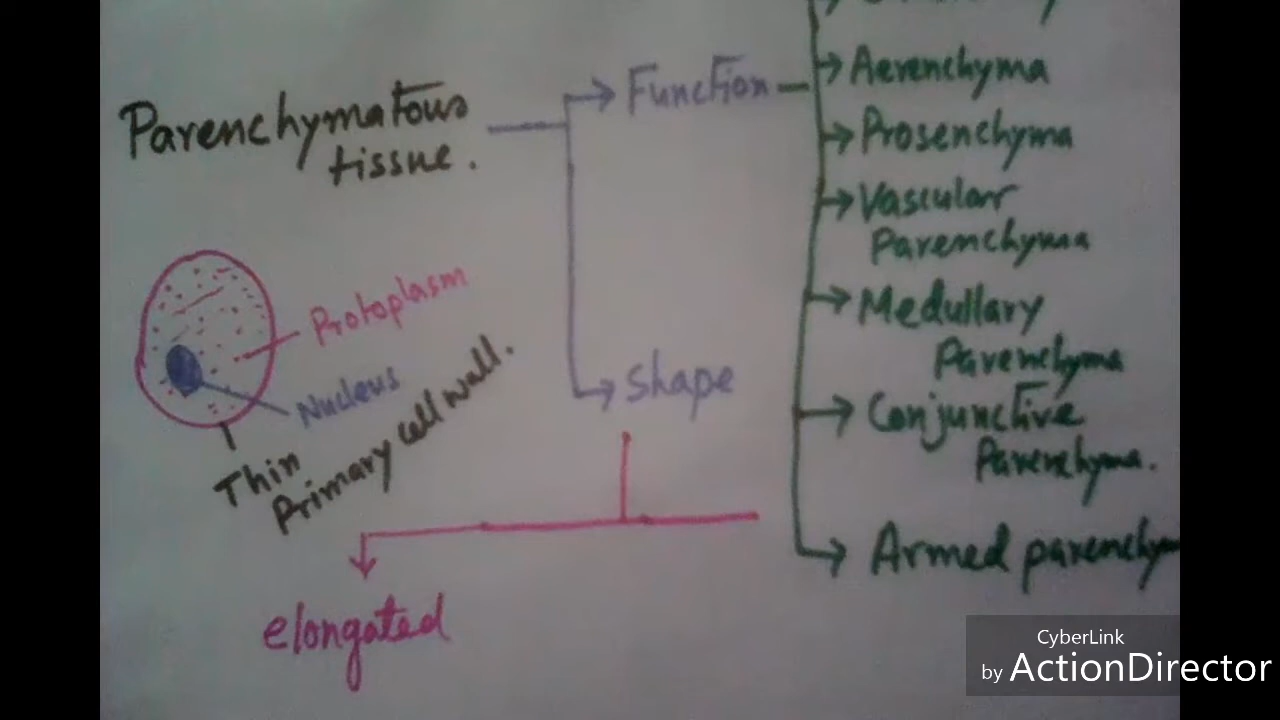 Parenchymatous
tissue.
Function
Aerenchyma
Prosenchyma
Vascular
Parenchyma
Medullary
Parenchyma
Conjunctive
Parenchyma.
Armed parenchym
Shape
elongated
Protoplasm
Nucleus
Thin
Primary cell wall.
CyberLink
by ActionDirector